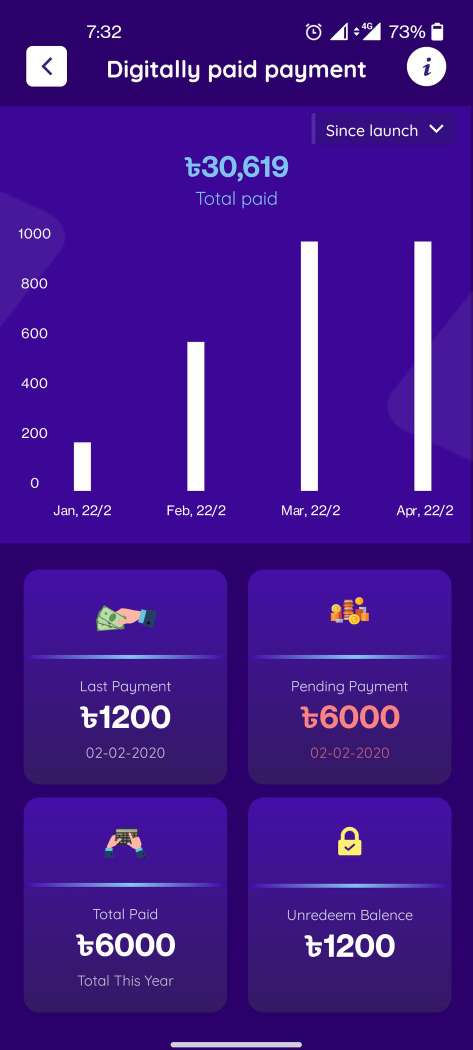 7:32
4G 73%
Digitally paid payment
i
Since launch
৳30,619
Total paid
1000
800
600
400
200
0
Jan, 22/2 Feb, 22/2 Mar, 22/2 Apr, 22/2
Last Payment
৳1200
02-02-2020
Pending Payment
৳6000
02-02-2020
Total Paid
৳6000
Total This Year
Unredeem Balence
৳1200